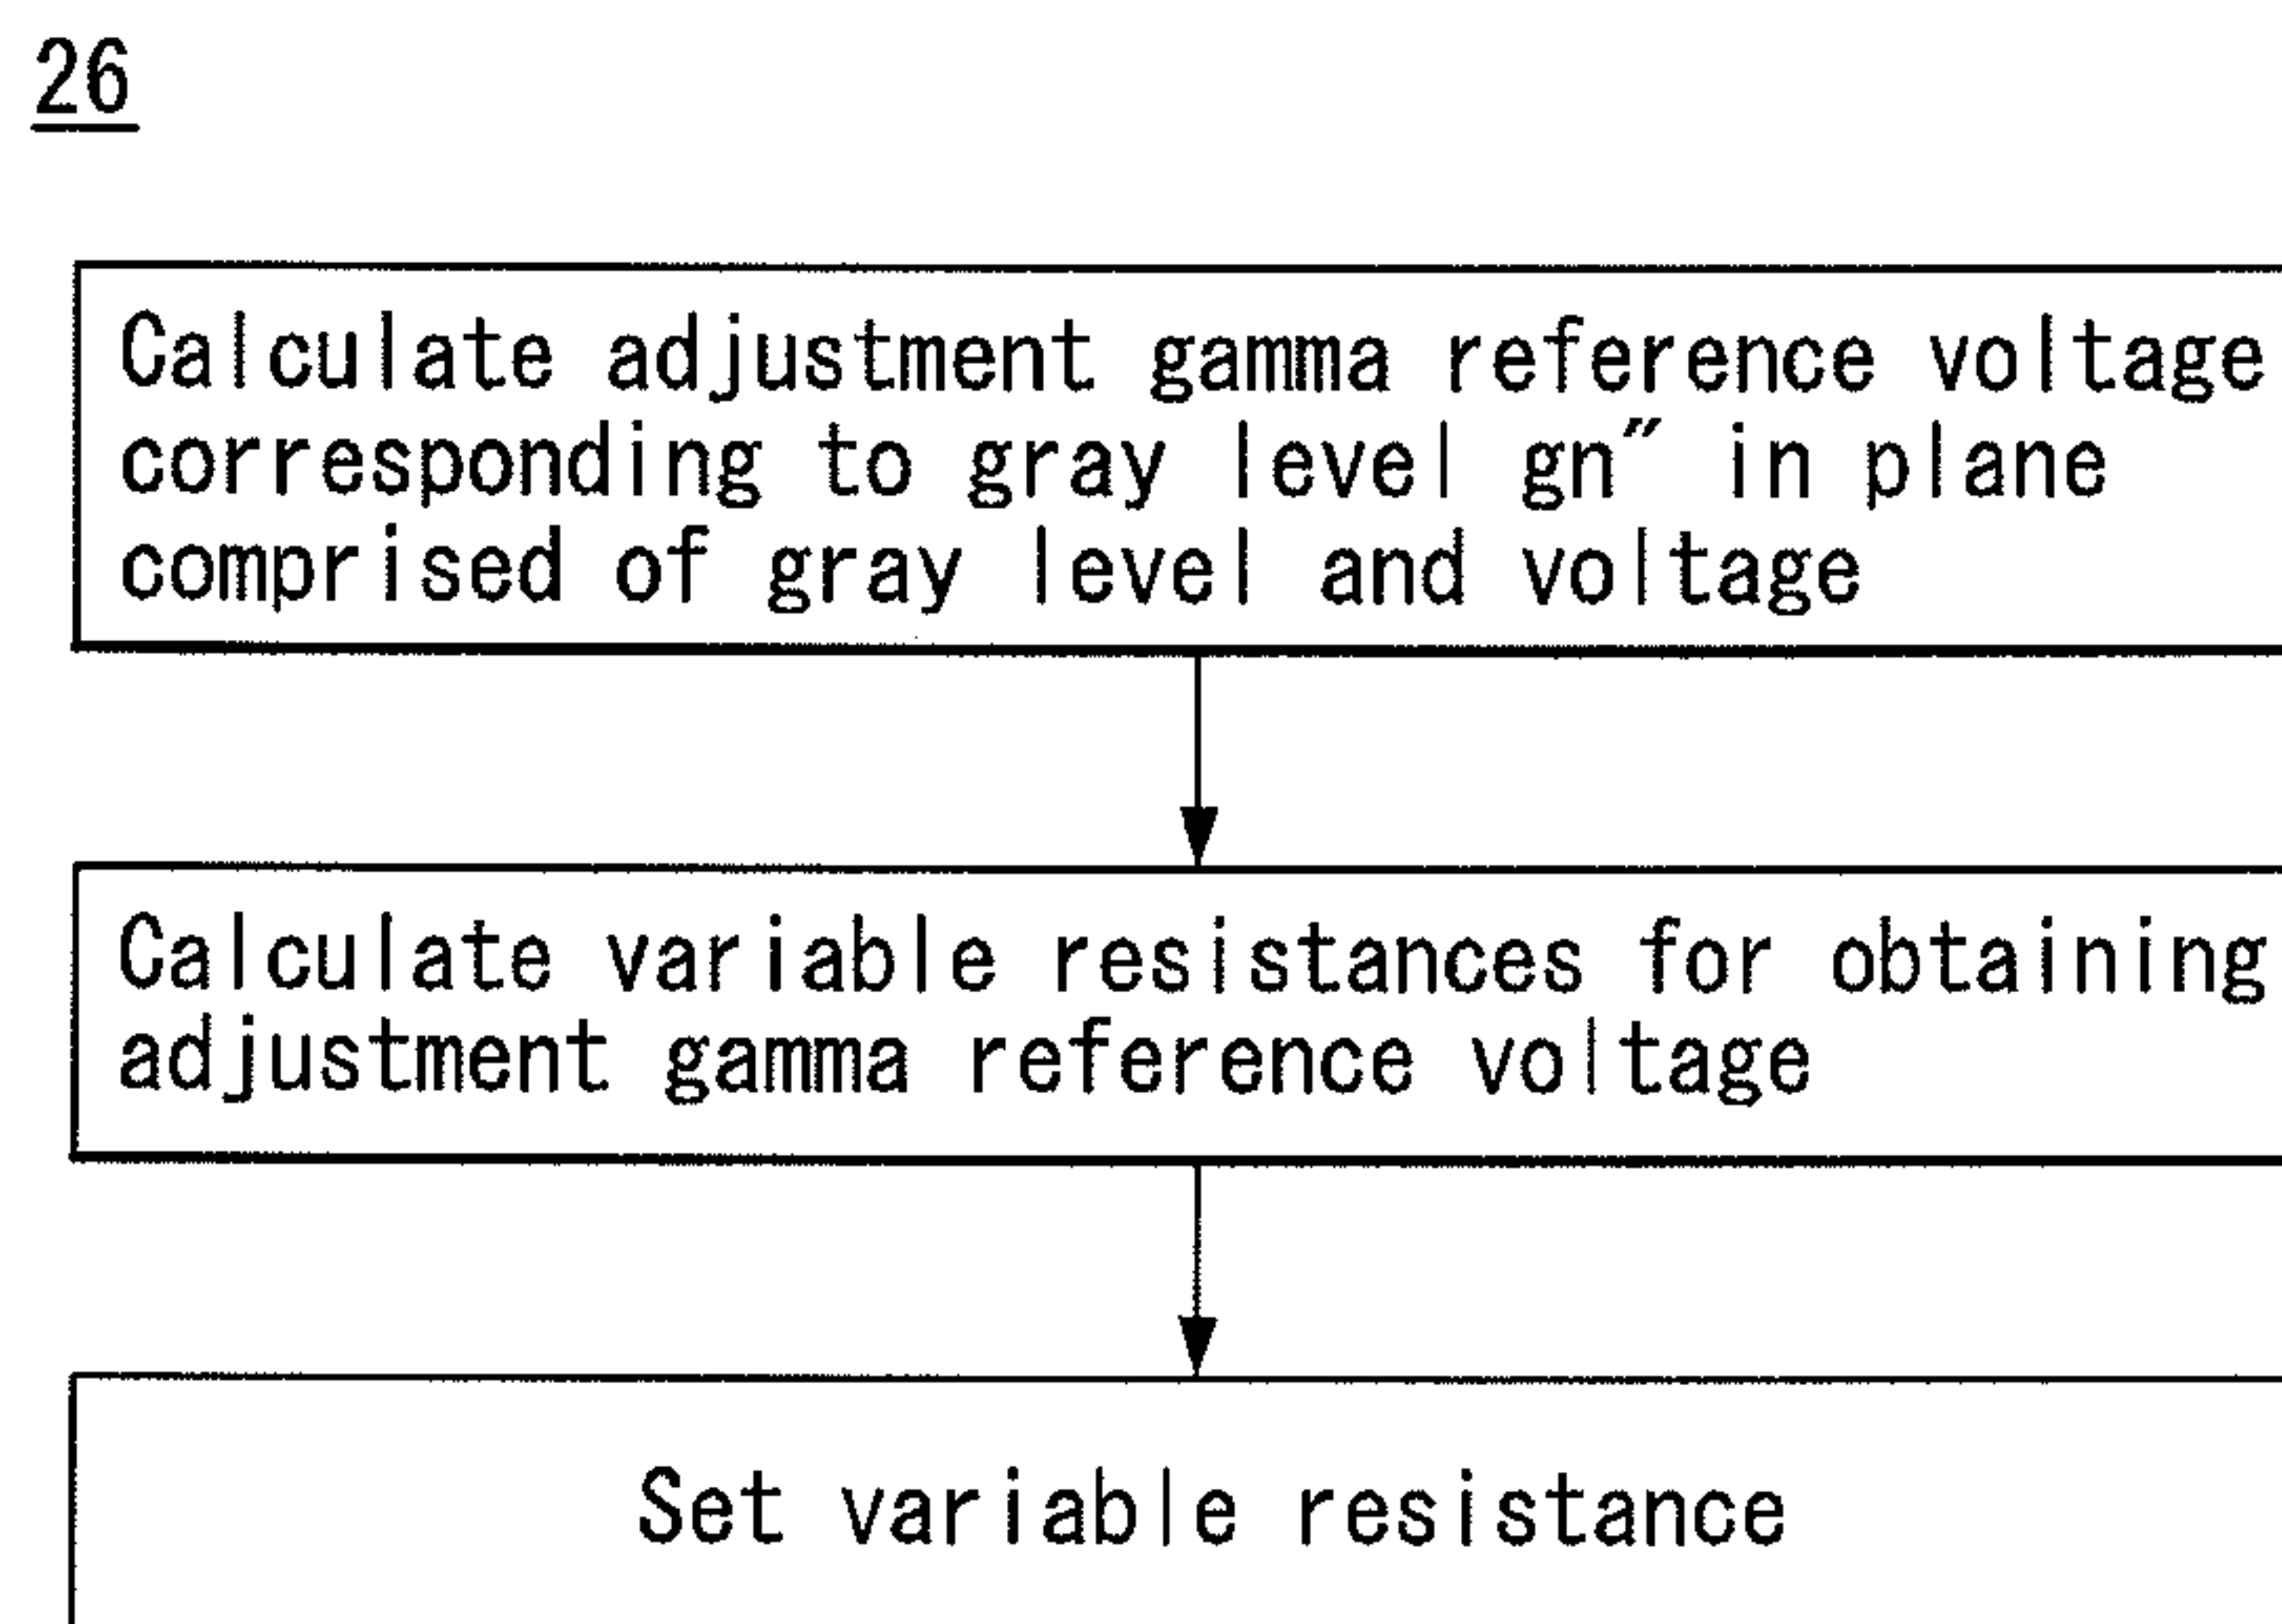 26
Calculate adjustment gamma reference voltage
corresponding to gray level gn″ in plane
comprised of gray level and voltage
Calculate variable resistances for obtaining
adjustment gamma reference voltage
Set variable resistance